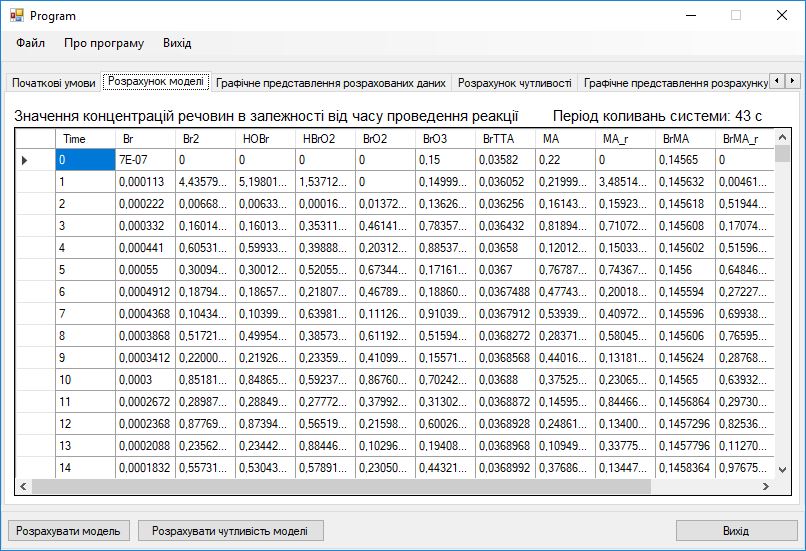 Program
Файл Про програму Вихід
Початкові умови Розрахунок моделі Графічне представлення розрахованих даних Розрахунок чутливості Графічне представлення розрахунку
Значення концентрацій речовин в залежності від часу проведення реакції Період коливань системи: 43 с
Time Br Br2 HOBr HBrO2 BrO2 BrO3 BrTTA MA MA_r BrMA BrMA_r
0 7E-07 0 0 0 0 0,15 0,03582 0,22 0 0,14565 0
1 0,000113 4,43579... 5,19801... 1,53712... 0 0,14999... 0,036052 0,21999... 3,48514... 0,145632 0,00461...
2 0,000222 0,00668... 0,00633... 0,00016... 0,01372... 0,13626... 0,036256 0,16143... 0,15923... 0,145618 0,51944...
3 0,000332 0,16014... 0,16013... 0,35311... 0,46141... 0,78357... 0,036432 0,81894... 0,71072... 0,145608 0,17074...
4 0,000441 0,60531... 0,59933... 0,39888... 0,20312... 0,88537... 0,03658 0,12012... 0,15033... 0,145602 0,51596...
5 0,00055 0,30094... 0,30012... 0,52055... 0,67344... 0,17161... 0,0367 0,76787... 0,74367... 0,1456 0,64846...
6 0,0004912 0,18794... 0,18657... 0,21807... 0,46789... 0,18860... 0,0367488 0,47743... 0,20018... 0,145594 0,27227...
7 0,0004368 0,10434... 0,10399... 0,63981... 0,11126... 0,91039... 0,0367912 0,53939... 0,40972... 0,145596 0,69938...
8 0,0003868 0,51721... 0,49954... 0,38573... 0,61192... 0,51594... 0,0368272 0,28371... 0,58045... 0,145606 0,76595...
9 0,0003412 0,22000... 0,21926... 0,23359... 0,41099... 0,15571... 0,0368568 0,44016... 0,13181... 0,145624 0,28768...
10 0,0003 0,85181... 0,84865... 0,59237... 0,86760... 0,70242... 0,03688 0,37525... 0,23065... 0,14565 0,63932...
11 0,0002672 0,28987... 0,28849... 0,27772... 0,37992... 0,31302... 0,0368872 0,14595... 0,84466... 0,1456864 0,29730...
12 0,0002368 0,87769... 0,87394... 0,56519... 0,21598... 0,60026... 0,0368928 0,24861... 0,13400... 0,1457296 0,82536...
13 0,0002088 0,23562... 0,23442... 0,88446... 0,10296... 0,19408... 0,0368968 0,10949... 0,33775... 0,1457796 0,11270...
14 0,0001832 0,55731... 0,53043... 0,57891... 0,23050... 0,44321... 0,0368992 0,37686... 0,13447... 0,1458364 0,97675...
Розрахувати модель Розрахувати чутливість моделі Вихід